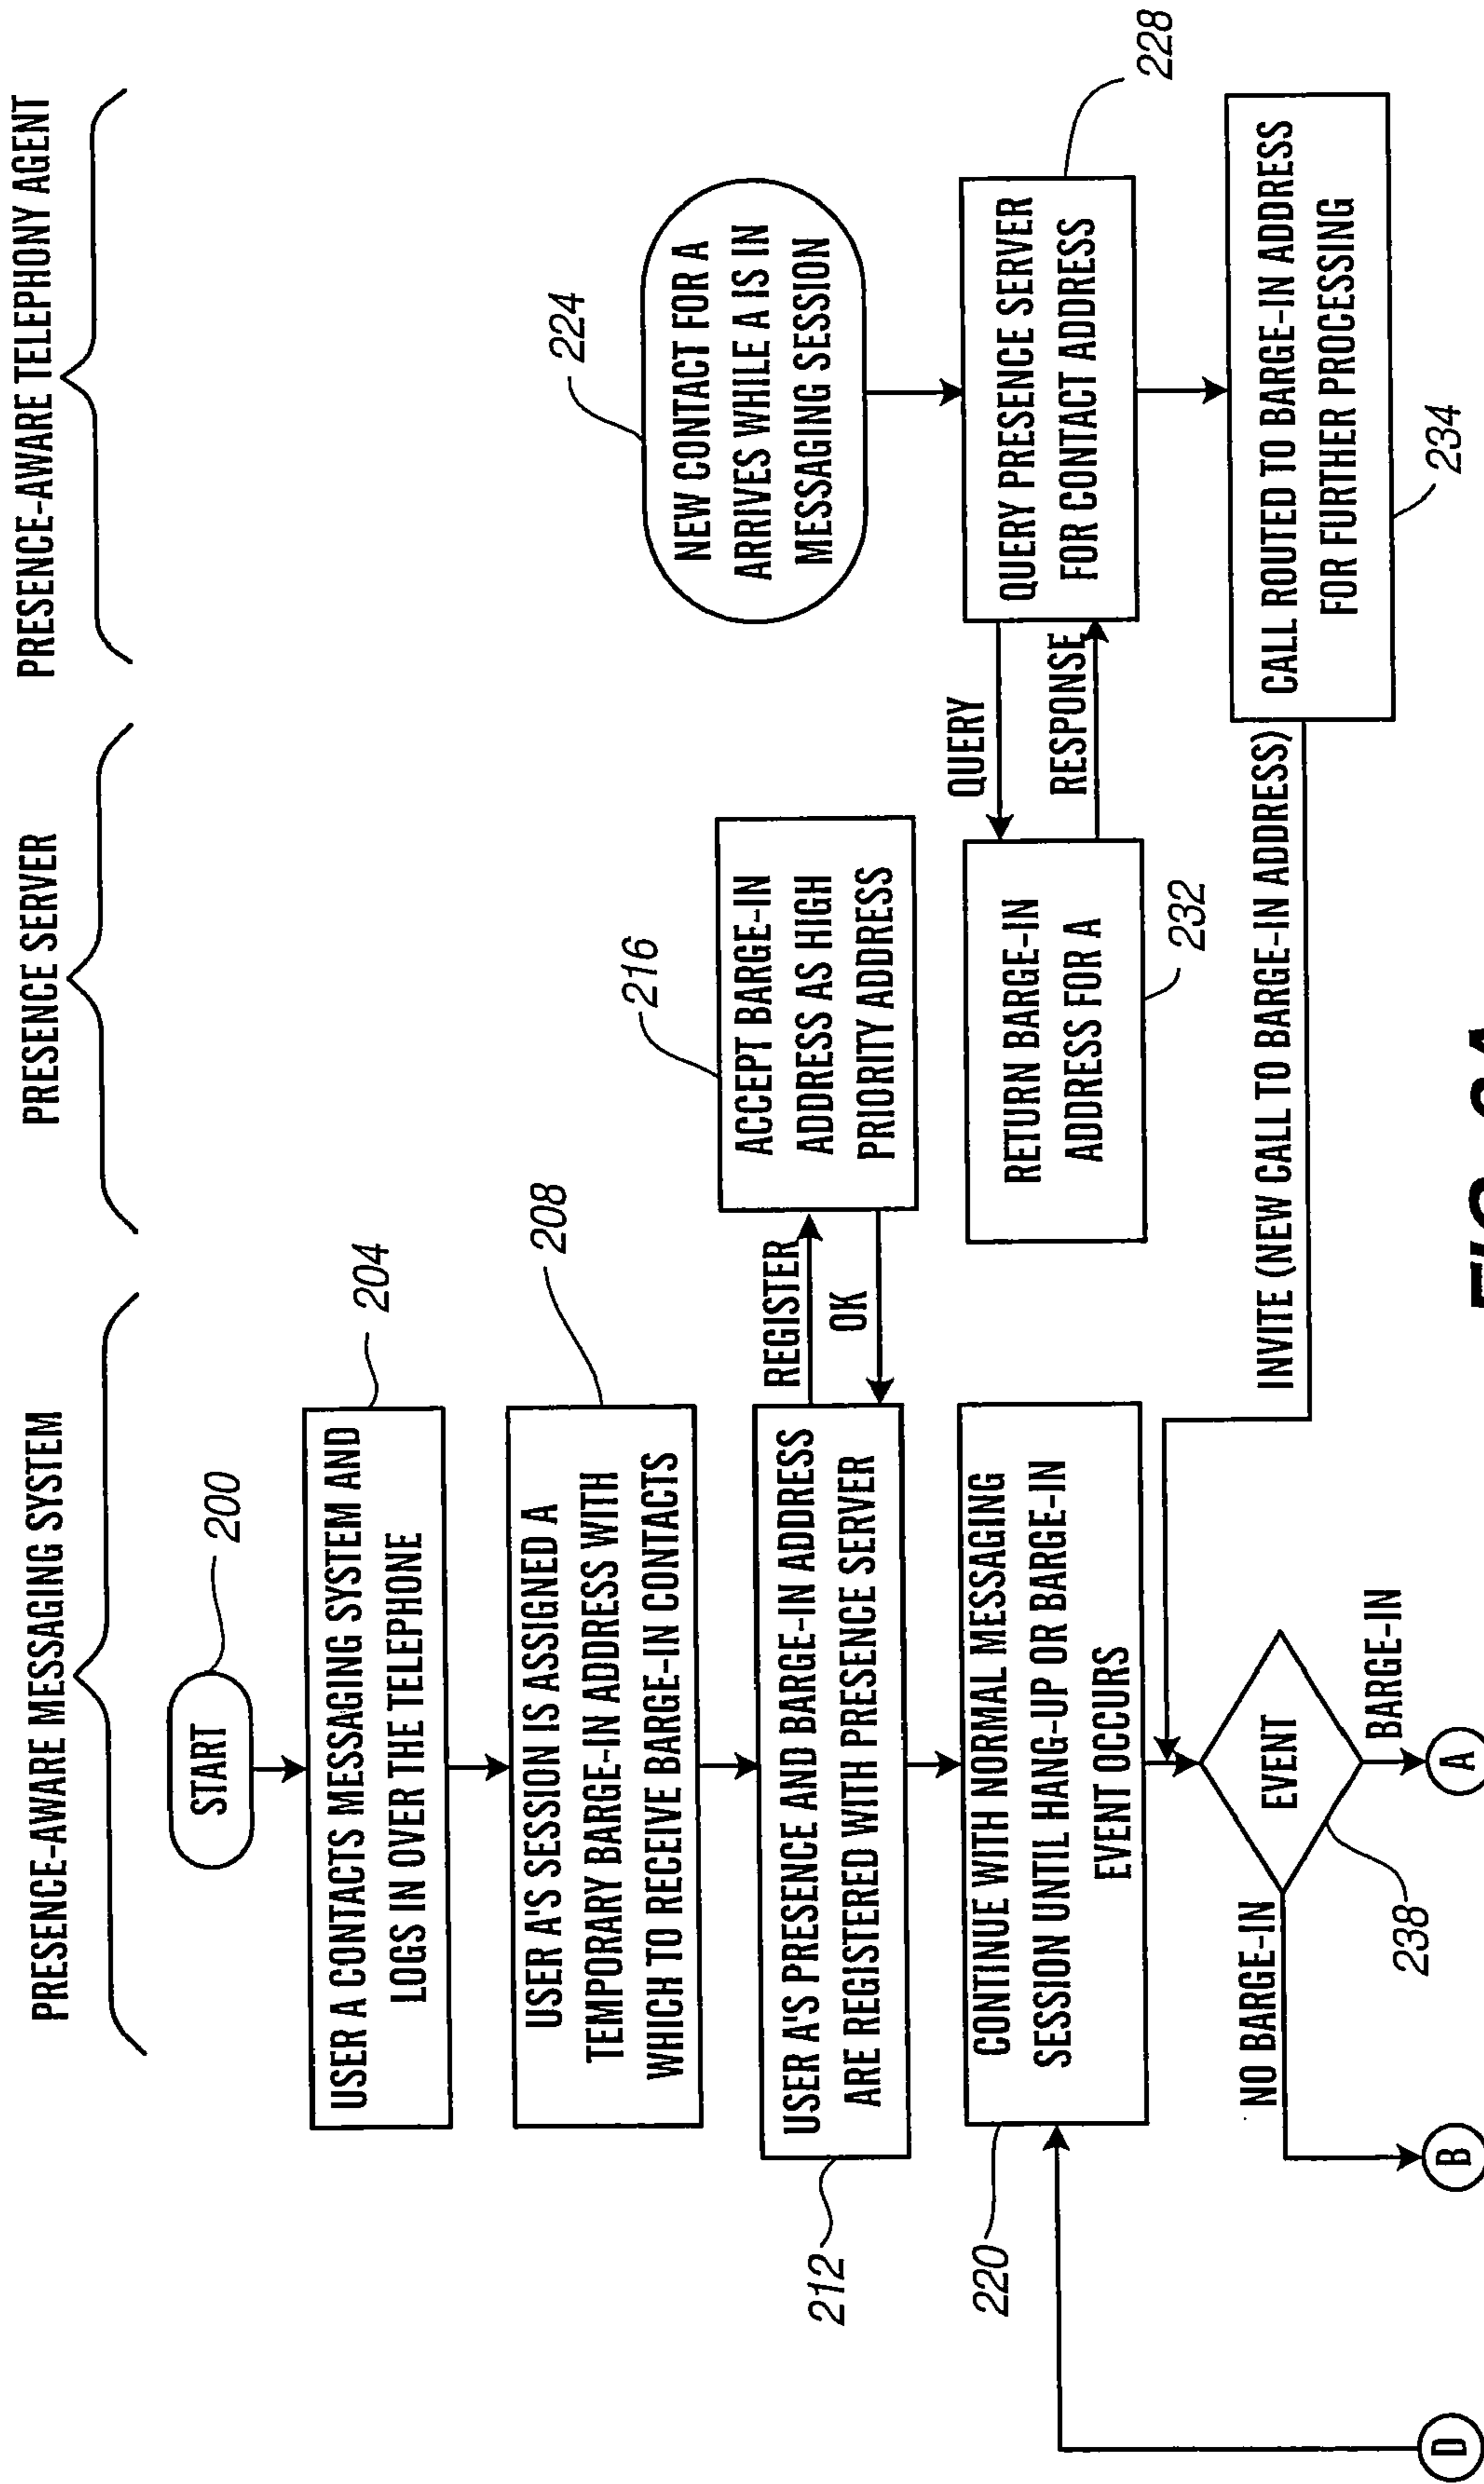 PRESENCE-AWARE MESSAGING SYSTEM
PRESENCE SERVER
PRESENCE-AWARE TELEPHONY AGENT
START
200
USER A CONTACTS MESSAGING SYSTEM AND
LOGS IN OVER THE TELEPHONE
204
USER A'S SESSION IS ASSIGNED A
TEMPORARY BARGE-IN ADDRESS WITH
WHICH TO RECEIVE BARGE-IN CONTACTS
208
USER A'S PRESENCE AND BARGE-IN ADDRESS
ARE REGISTERED WITH PRESENCE SERVER
212
REGISTER
OK
ACCEPT BARGE-IN
ADDRESS AS HIGH
PRIORITY ADDRESS
216
NEW CONTACT FOR A
ARRIVES WHILE A IS IN
MESSAGING SESSION
224
CONTINUE WITH NORMAL MESSAGING
SESSION UNTIL HANG-UP OR BARGE-IN
EVENT OCCURS
220
RETURN BARGE-IN
ADDRESS FOR A
232
QUERY
RESPONSE
QUERY PRESENCE SERVER
FOR CONTACT ADDRESS
228
CALL ROUTED TO BARGE-IN ADDRESS
FOR FURTHER PROCESSING
234
INVITE (NEW CALL TO BARGE-IN ADDRESS)
EVENT
238
NO BARGE-IN
BARGE-IN
D
B
A